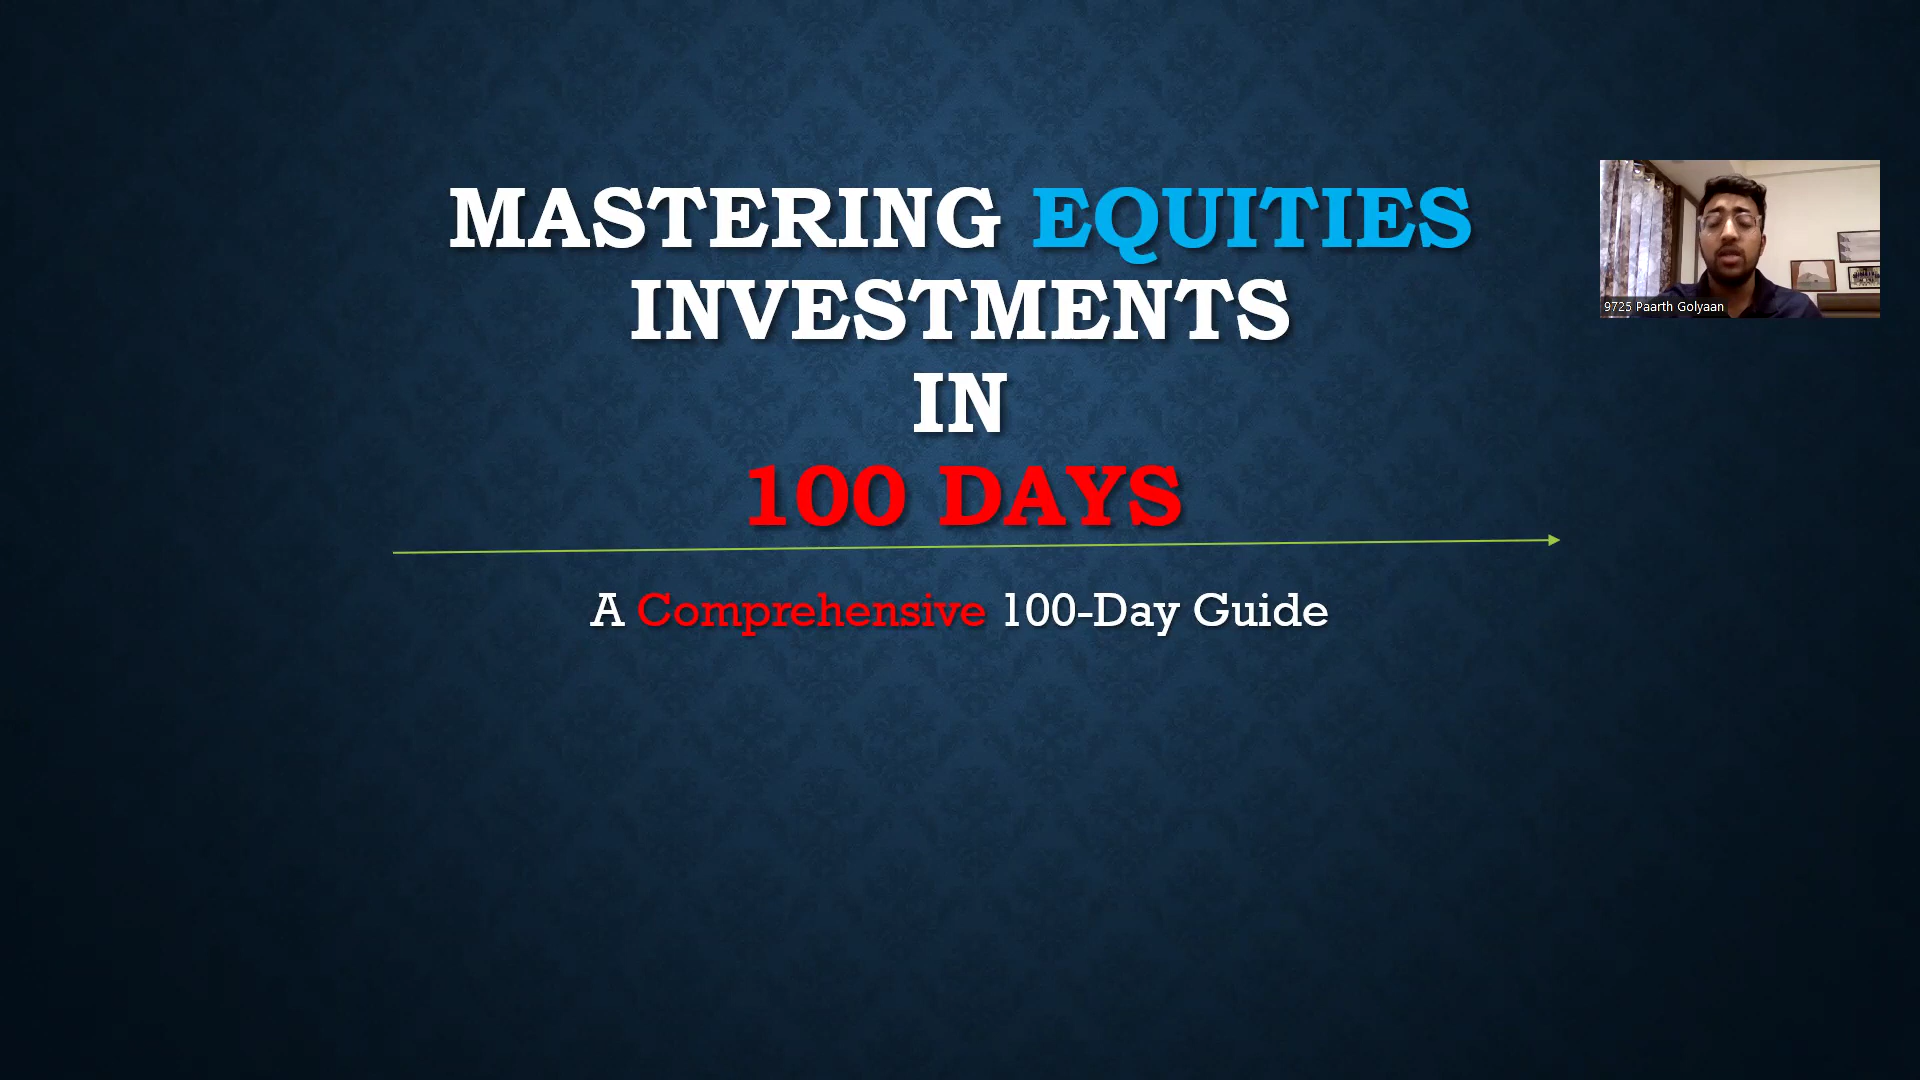 MASTERING EQUITIES
INVESTMENTS
IN
100 DAYS
A Comprehensive 100-Day Guide
9725 Paarth Golyaan